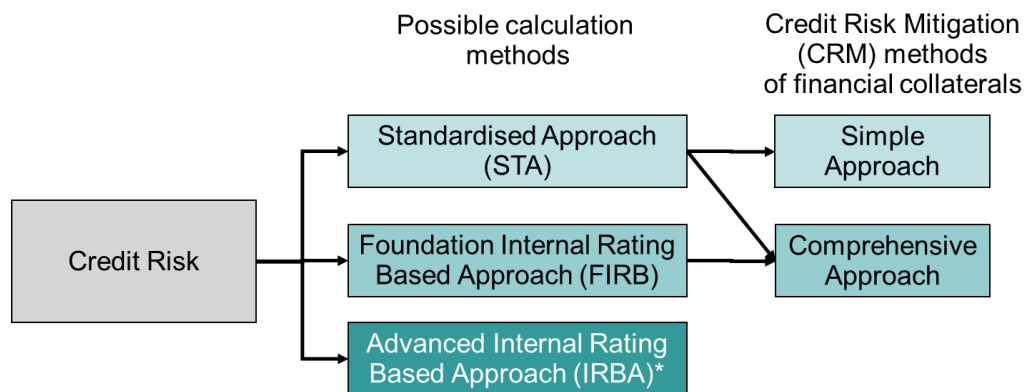 Possible calculation
methods
Credit Risk Mitigation
(CRM) methods
of financial collaterals
Credit Risk
Standardised Approach
(STA)
Simple
Approach
Foundation Internal Rating
Based Approach (FIRB)
Comprehensive
Approach
Advanced Internal Rating
Based Approach (IRBA)*